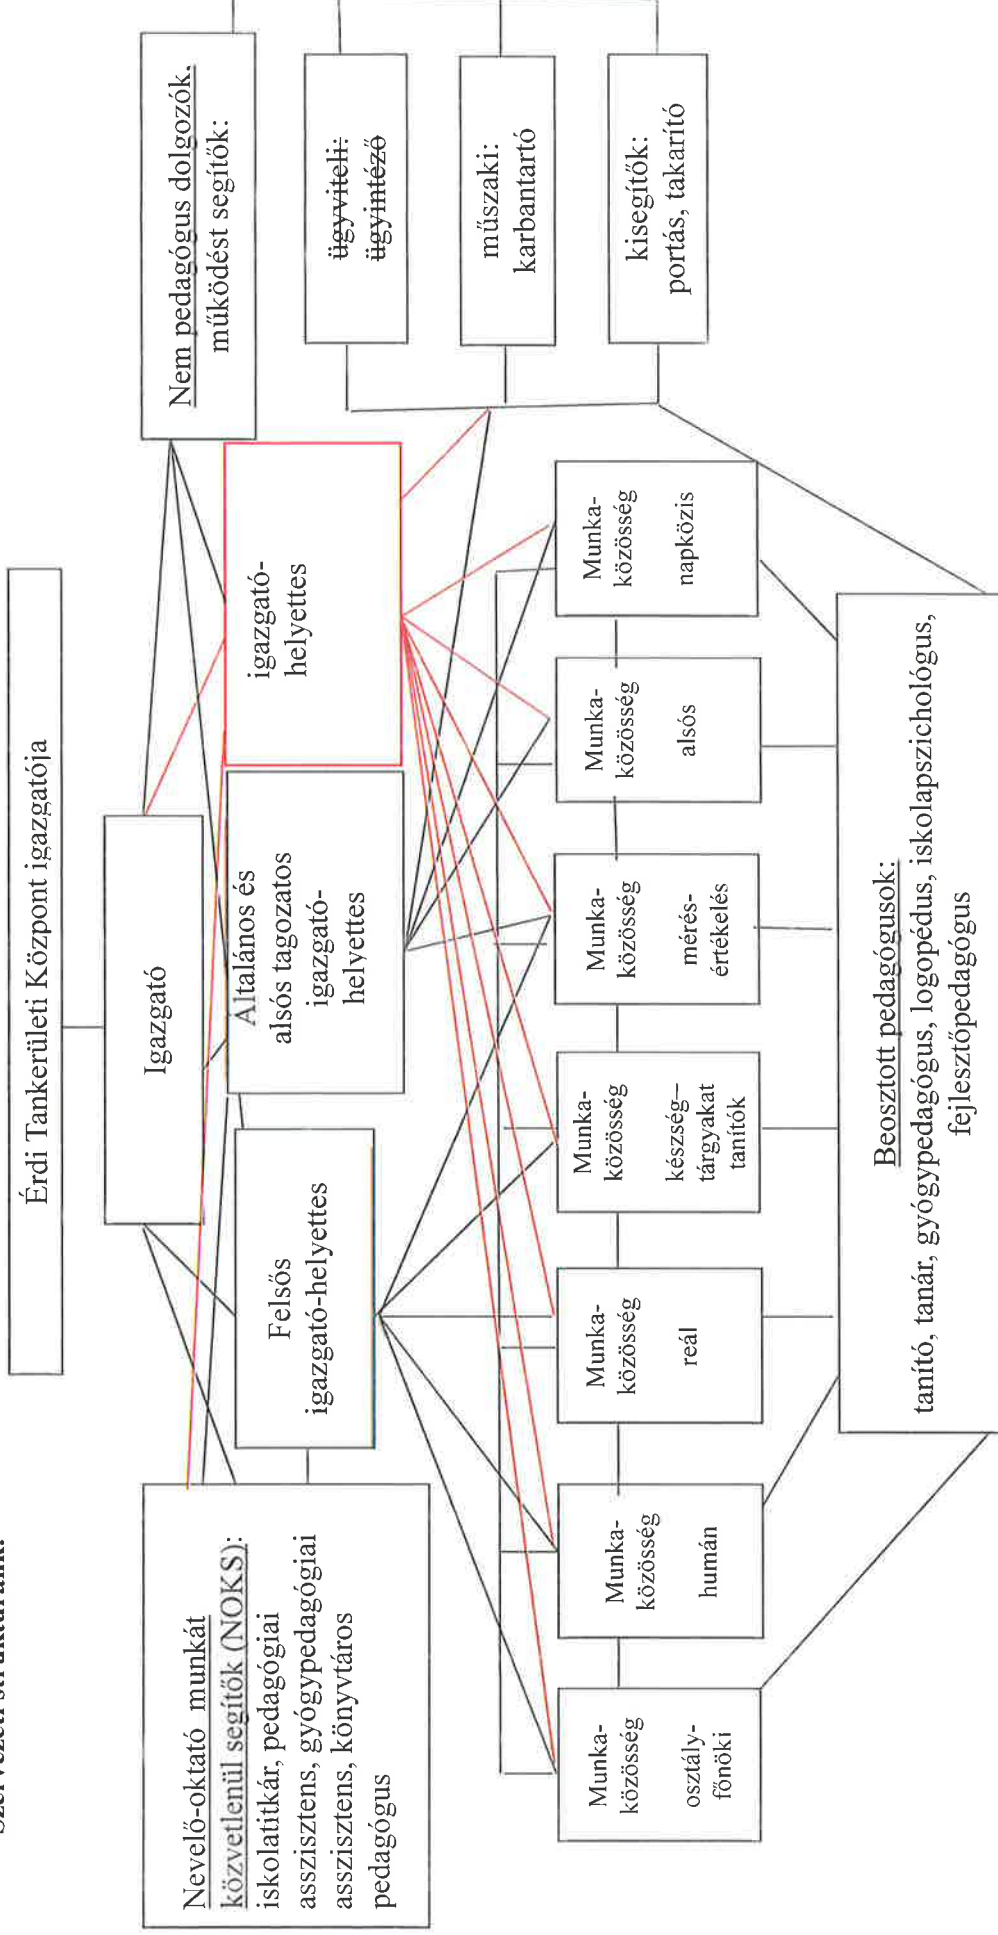 Szervezeti struktúránk:
Érdi Tankerületi Központ igazgatója
Igazgató
Nevelő-oktató munkát
közvetlenül segítők (NOKS):
iskolatitkár, pedagógiai
asszisztens, gyógypedagógiai
asszisztens, könyvtáros
pedagógus
Felsős
igazgató-helyettes
Általános és
alsós tagozatos
igazgató-
helyettes
igazgató-
helyettes
Nem pedagógus dolgozók,
működést segítők:
ügyviteli:
ügyintéző
műszaki:
karbantartó
kisegítők:
portás, takarító
Munka-
közösség
osztály-
főnöki
Munka-
közösség
humán
Munka-
közösség
reál
Munka-
közösség
készség–
tárgyakat
tanítók
Munka-
közösség
mérés-
értékelés
Munka-
közösség
alsós
Munka-
közösség
napközis
Beosztott pedagógusok:
tanító, tanár, gyógypedagógus, logopédus, iskolapszichológus,
fejlesztőpedagógus